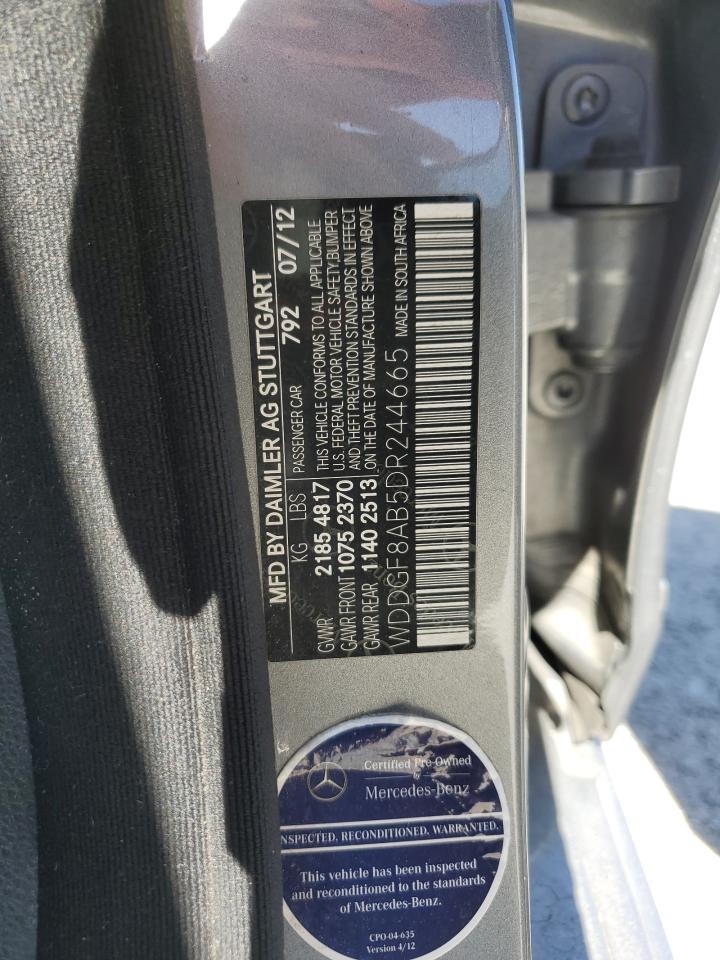 MFD BY DAIMLER AG STUTTGART
KG LBS PASSENGER CAR 792 07/12
GVWR 2185 4817 THIS VEHICLE CONFORMS TO ALL APPLICABLE
U.S. FEDERAL MOTOR VEHICLE SAFETY, BUMPER
GAWR FRONT 1075 2370 AND THEFT PREVENTION STANDARDS IN EFFECT
GAWR REAR 1140 2513 ON THE DATE OF MANUFACTURE SHOWN ABOVE
WDDGF8AB5DR244665 MADE IN SOUTH AFRICA
Certified Pre-Owned
by
Mercedes-Benz
INSPECTED. RECONDITIONED. WARRANTED.
This vehicle has been inspected
and reconditioned to the standards
of Mercedes-Benz.
CPO-04-635
Version 4/12